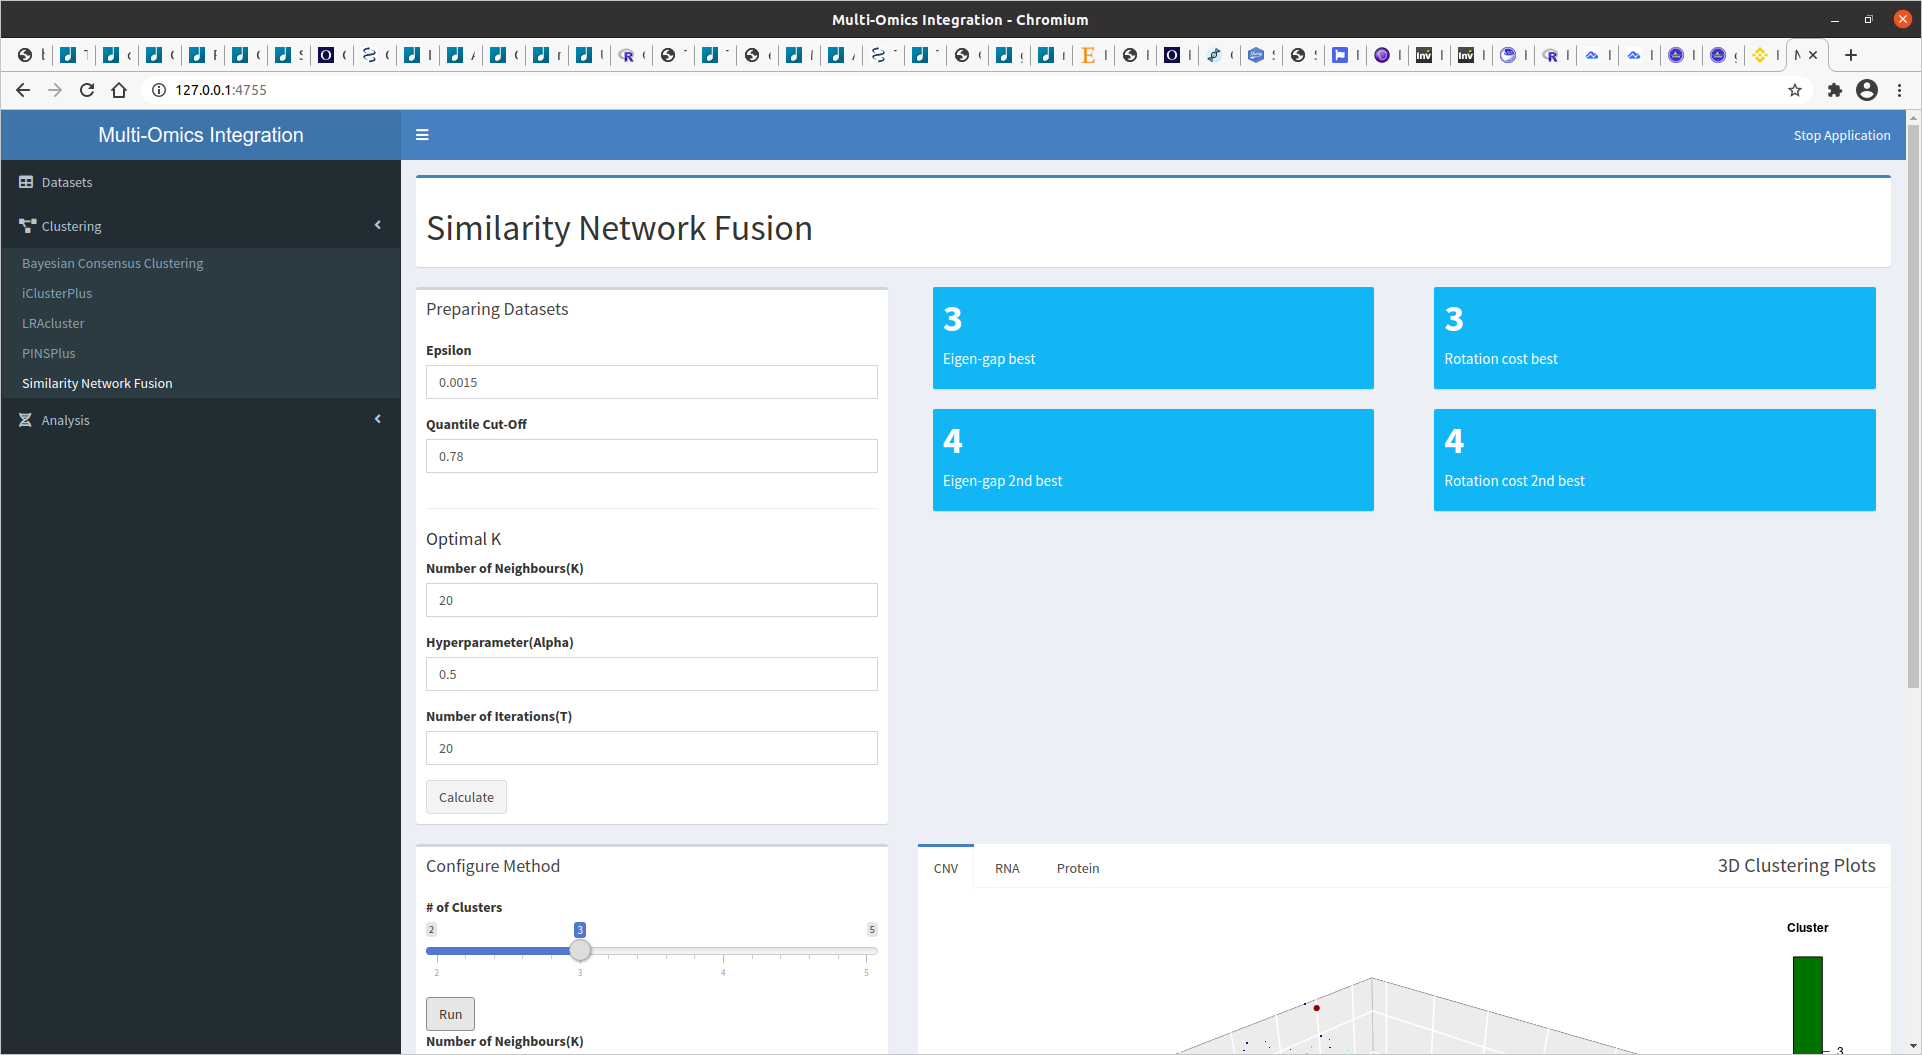 Multi-Omics Integration - Chromium
127.0.0.1:4755
Multi-Omics Integration
Stop Application
Datasets
Clustering
Bayesian Consensus Clustering
iClusterPlus
LRAcluster
PINSPlus
Similarity Network Fusion
Analysis
Similarity Network Fusion
Preparing Datasets
Epsilon
0.0015
Quantile Cut-Off
0.78
Optimal K
Number of Neighbours(K)
20
Hyperparameter(Alpha)
0.5
Number of Iterations(T)
20
Calculate
3
Eigen-gap best
3
Rotation cost best
4
Eigen-gap 2nd best
4
Rotation cost 2nd best
Configure Method
# of Clusters
2 3 5
2 3 4 5
Run
Number of Neighbours(K)
CNV RNA Protein
3D Clustering Plots
Cluster
3